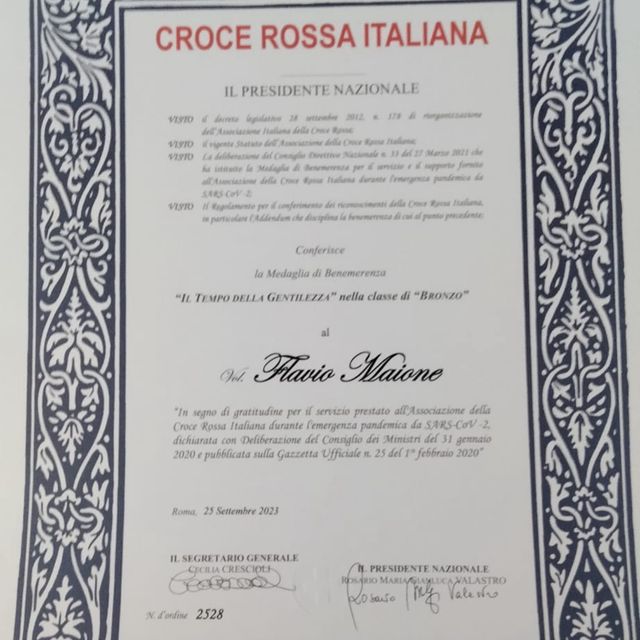 CROCE ROSSA ITALIANA
IL PRESIDENTE NAZIONALE
VISTO il decreto legislativo 28 settembre 2012, n. 178 di riorganizzazione
dell'Associazione Italiana della Croce Rossa;
VISTO il vigente Statuto dell'Associazione della Croce Rossa Italiana;
VISTO La deliberazione del Consiglio Direttivo Nazionale n. 33 del 27 Marzo 2021 che
ha istituito la Medaglia di Benemerenza per il servizio e il supporto fornito
all'Associazione della Croce Rossa Italiana durante l'emergenza pandemica da
SARS-CoV -2;
VISTO Il Regolamento per il conferimento dei riconoscimenti della Croce Rossa Italiana,
in particolare l'Addendum che disciplina la benemerenza di cui al punto precedente;
Conferisce
la Medaglia di Benemerenza
"IL TEMPO DELLA GENTILEZZA" nella classe di "BRONZO"
al
Vol. Flavio Maione
"In segno di gratitudine per il servizio prestato all'Associazione della
Croce Rossa Italiana durante l'emergenza pandemica da SARS-CoV -2,
dichiarata con Deliberazione del Consiglio dei Ministri del 31 gennaio
2020 e pubblicata sulla Gazzetta Ufficiale n. 25 del 1° febbraio 2020"
Roma, 25 Settembre 2023
IL SEGRETARIO GENERALE
CECILIA CRESCIOLI
IL PRESIDENTE NAZIONALE
ROSARIO MARIA GIANLUCA VALASTRO
Rosario Valastro
N. d'ordine 2528